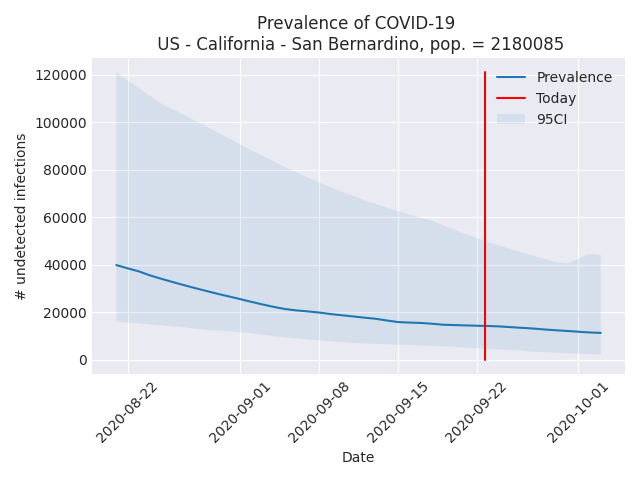 Prevalence of COVID-19
US - California - San Bernardino, pop. = 2180085
120000
100000
80000
60000
40000
20000
0
# undetected infections
Prevalence
Today
95CI
2020-08-22
2020-09-01
2020-09-08
2020-09-15
2020-09-22
2020-10-01
Date